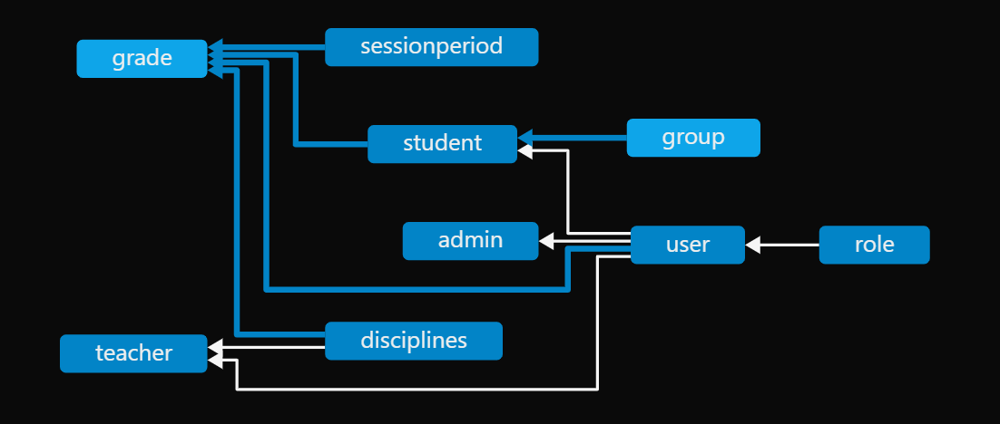 sessionperiod
grade
student
group
admin
user
role
disciplines
teacher